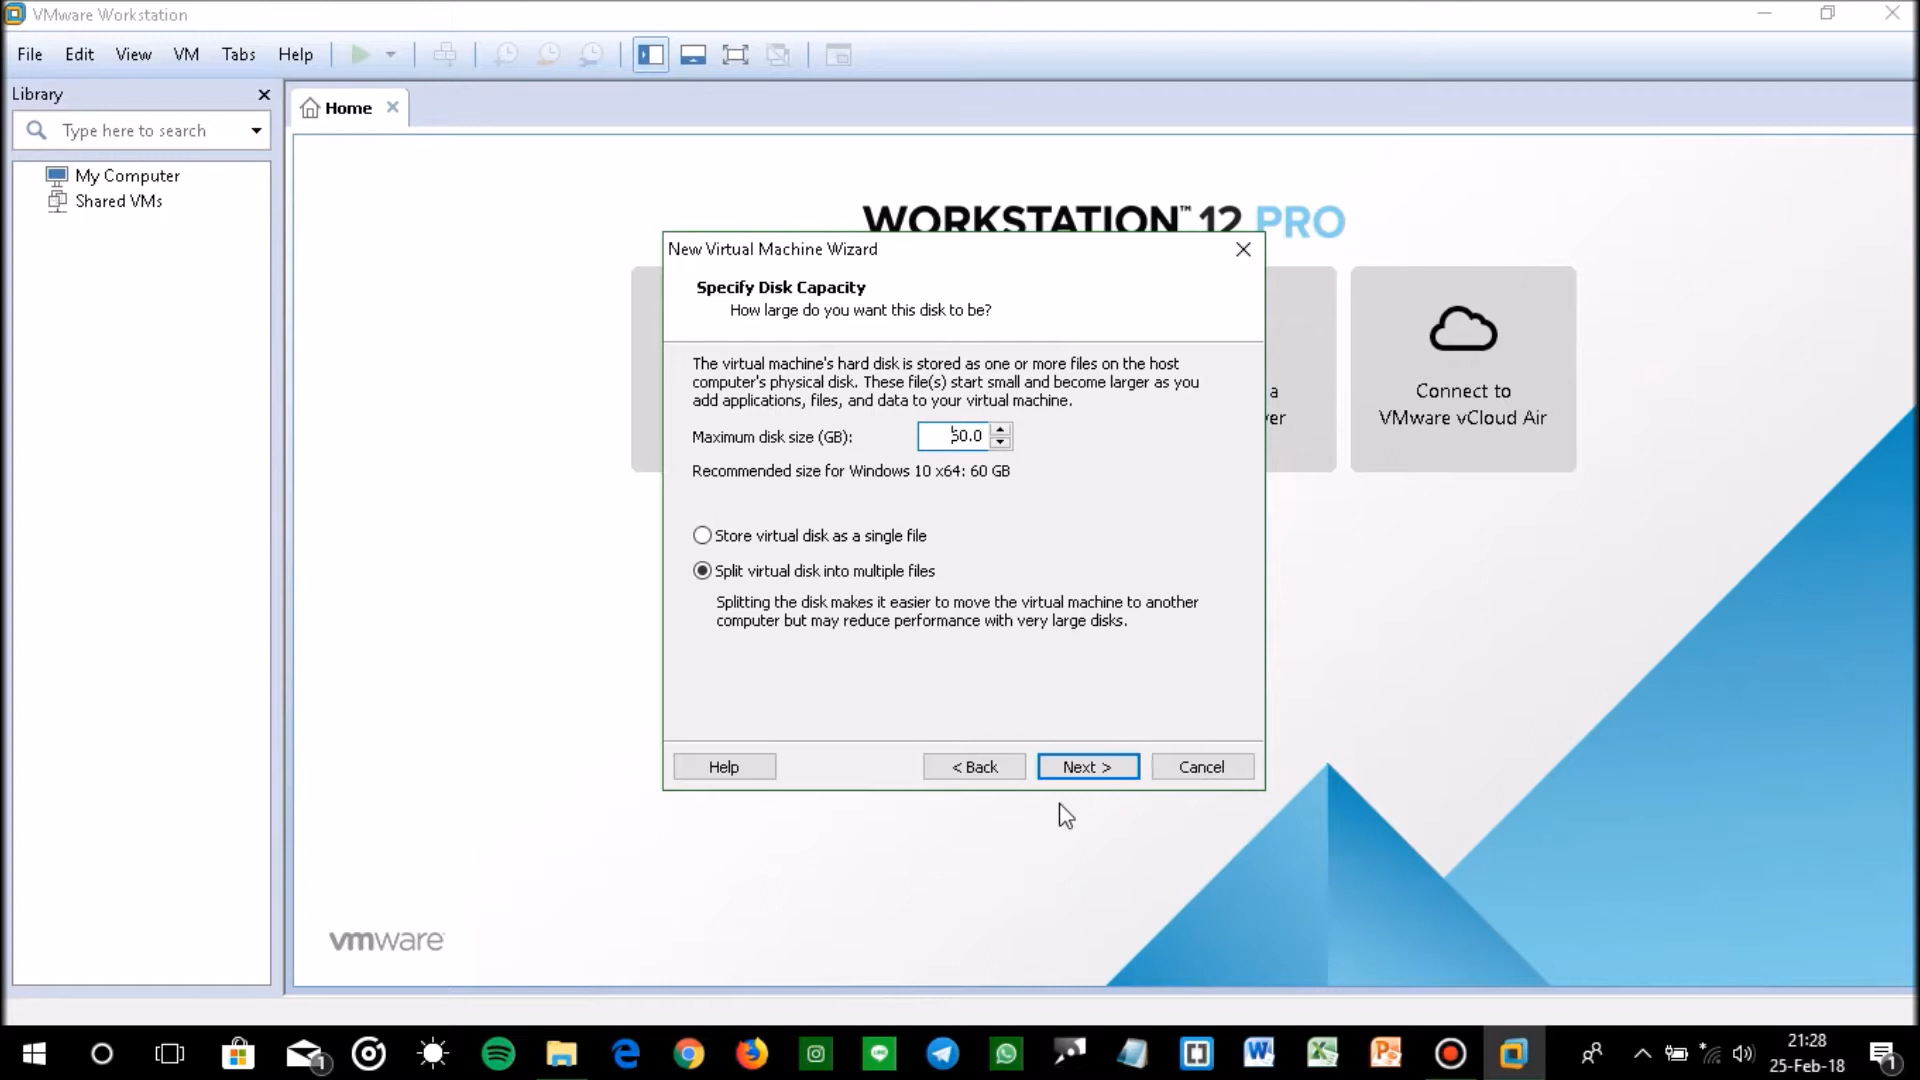 VMware Workstation
File Edit View VM Tabs Help
Library
Type here to search
My Computer
Shared VMs
Home
WORKSTATION™ 12 PRO
New Virtual Machine Wizard
Specify Disk Capacity
How large do you want this disk to be?
The virtual machine's hard disk is stored as one or more files on the host
computer's physical disk. These file(s) start small and become larger as you
add applications, files, and data to your virtual machine.
Maximum disk size (GB):
Recommended size for Windows 10 x64: 60 GB
Store virtual disk as a single file
Split virtual disk into multiple files
Splitting the disk makes it easier to move the virtual machine to another
computer but may reduce performance with very large disks.
Help < Back Next > Cancel
a
er
Connect to
VMware vCloud Air
vmware
1
21:28
25-Feb-18
1